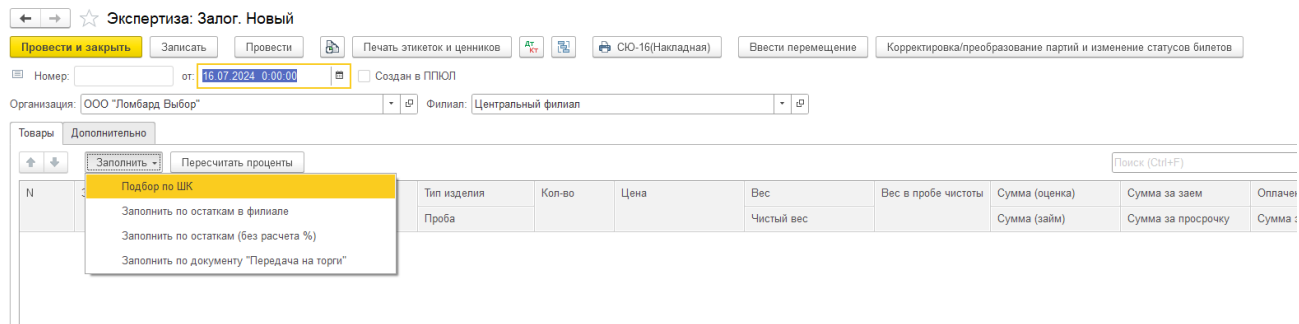 Экспертиза: Залог. Новый
Провести и закрыть Записать Провести Печать этикеток и ценников Дт Кт СЮ-16(Накладная) Ввести перемещение Корректировка/преобразование партий и изменение статусов билетов
Номер: от: 16.07.2024 0:00:00 Создан в ППЮЛ
Организация: ООО "Ломбард Выбор" Филиал: Центральный филиал
Товары Дополнительно
Заполнить Пересчитать проценты Поиск (Ctrl+F)
Подбор по ШК
Заполнить по остаткам в филиале
Заполнить по остаткам (без расчета %)
Заполнить по документу "Передача на торги"
N Тип изделия Кол-во Цена Вес Вес в пробе чистоты Сумма (оценка) Сумма за заем
Проба Чистый вес Сумма (займ) Сумма за просрочку